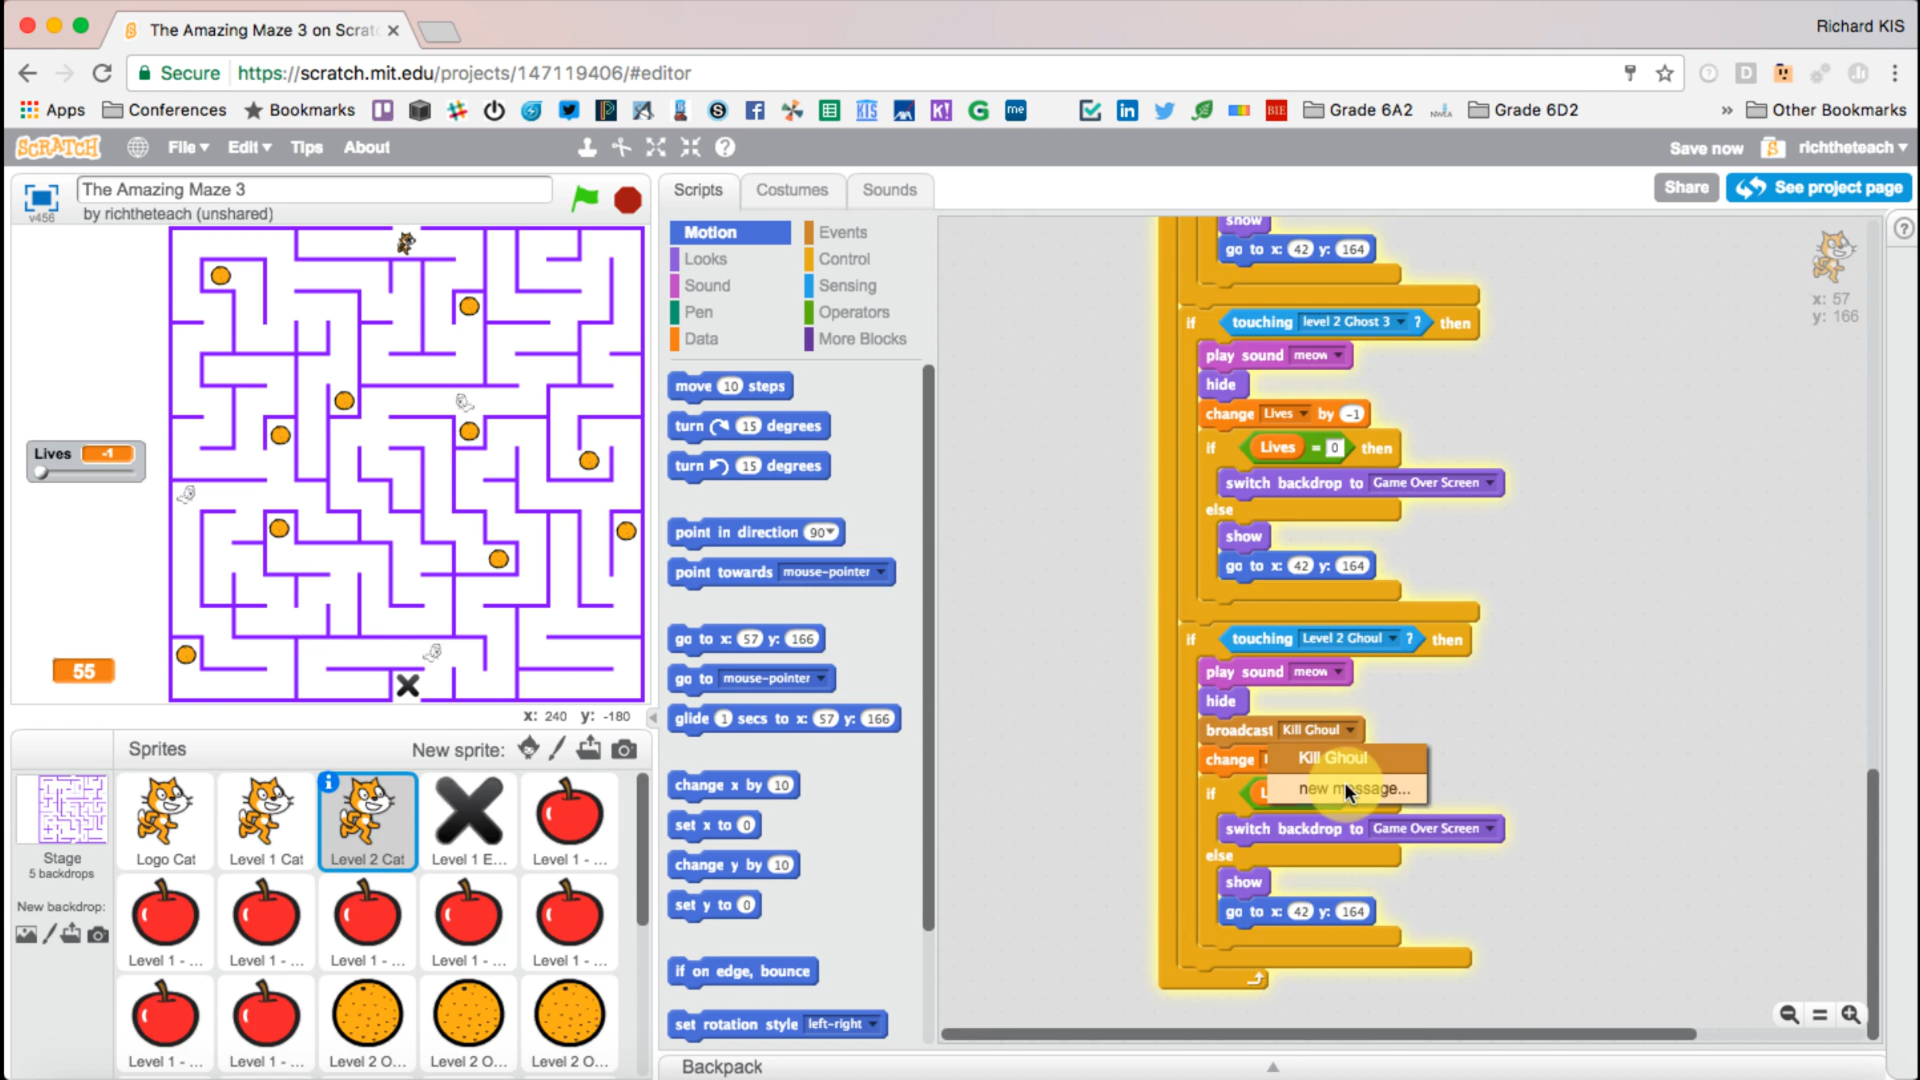 The Amazing Maze 3 on Scrat
Richard KIS
Secure
https://scratch.mit.edu/projects/147119406/#editor
Apps
Conferences
Bookmarks
KIS
K!
G
me
in
BIE
Grade 6A2
Grade 6D2
»
Other Bookmarks
SCRATCH
File
Edit
Tips
About
Save now
richtheteach
v456
The Amazing Maze 3
by richtheteach (unshared)
Scripts
Costumes
Sounds
Share
See project page
Motion
Looks
Sound
Pen
Data
Events
Control
Sensing
Operators
More Blocks
move 10 steps
turn 15 degrees
turn 15 degrees
point in direction 90
point towards mouse-pointer
go to x: 57 y: 166
go to mouse-pointer
glide 1 secs to x: 57 y: 166
change x by 10
set x to 0
change y by 10
set y to 0
if on edge, bounce
set rotation style left-right
Lives -1
55
x: 240 y: -180
show
go to x: 42 y: 164
if touching level 2 Ghost 3 ? then
play sound meow
hide
change Lives by -1
if Lives = 0 then
switch backdrop to Game Over Screen
else
show
go to x: 42 y: 164
if touching Level 2 Ghoul ? then
play sound meow
hide
broadcast Kill Ghoul
change
Kill Ghoul
new message...
if
switch backdrop to Game Over Screen
else
show
go to x: 42 y: 164
x: 57
y: 166
Sprites
New sprite:
Stage
5 backdrops
New backdrop:
Logo Cat
Level 1 Cat
Level 2 Cat
Level 1 E...
Level 1 - ...
Level 1 - ...
Level 1 - ...
Level 1 - ...
Level 1 - ...
Level 1 - ...
Level 1 - ...
Level 1 - ...
Level 2 O...
Level 2 O...
Level 2 O...
Backpack